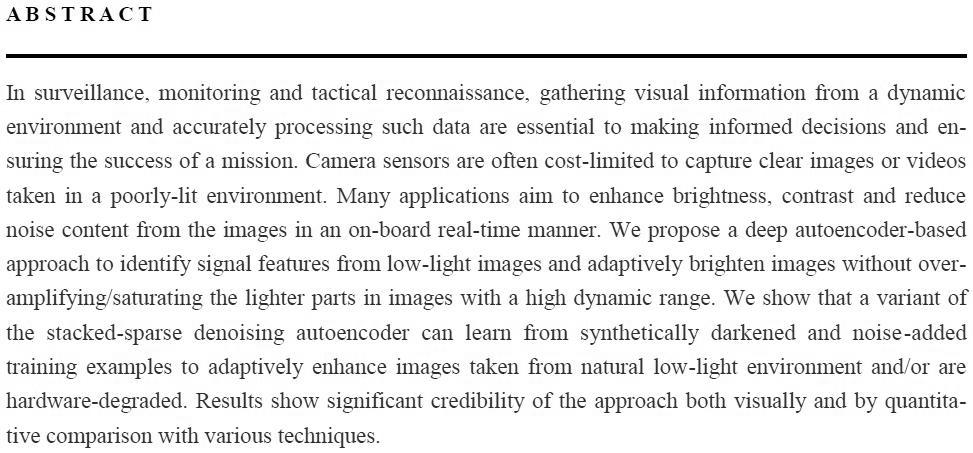 ABSTRACT
In surveillance, monitoring and tactical reconnaissance, gathering visual information from a dynamic
environment and accurately processing such data are essential to making informed decisions and en-
suring the success of a mission. Camera sensors are often cost-limited to capture clear images or videos
taken in a poorly-lit environment. Many applications aim to enhance brightness, contrast and reduce
noise content from the images in an on-board real-time manner. We propose a deep autoencoder-based
approach to identify signal features from low-light images and adaptively brighten images without over-
amplifying/saturating the lighter parts in images with a high dynamic range. We show that a variant of
the stacked-sparse denoising autoencoder can learn from synthetically darkened and noise-added
training examples to adaptively enhance images taken from natural low-light environment and/or are
hardware-degraded. Results show significant credibility of the approach both visually and by quantita-
tive comparison with various techniques.